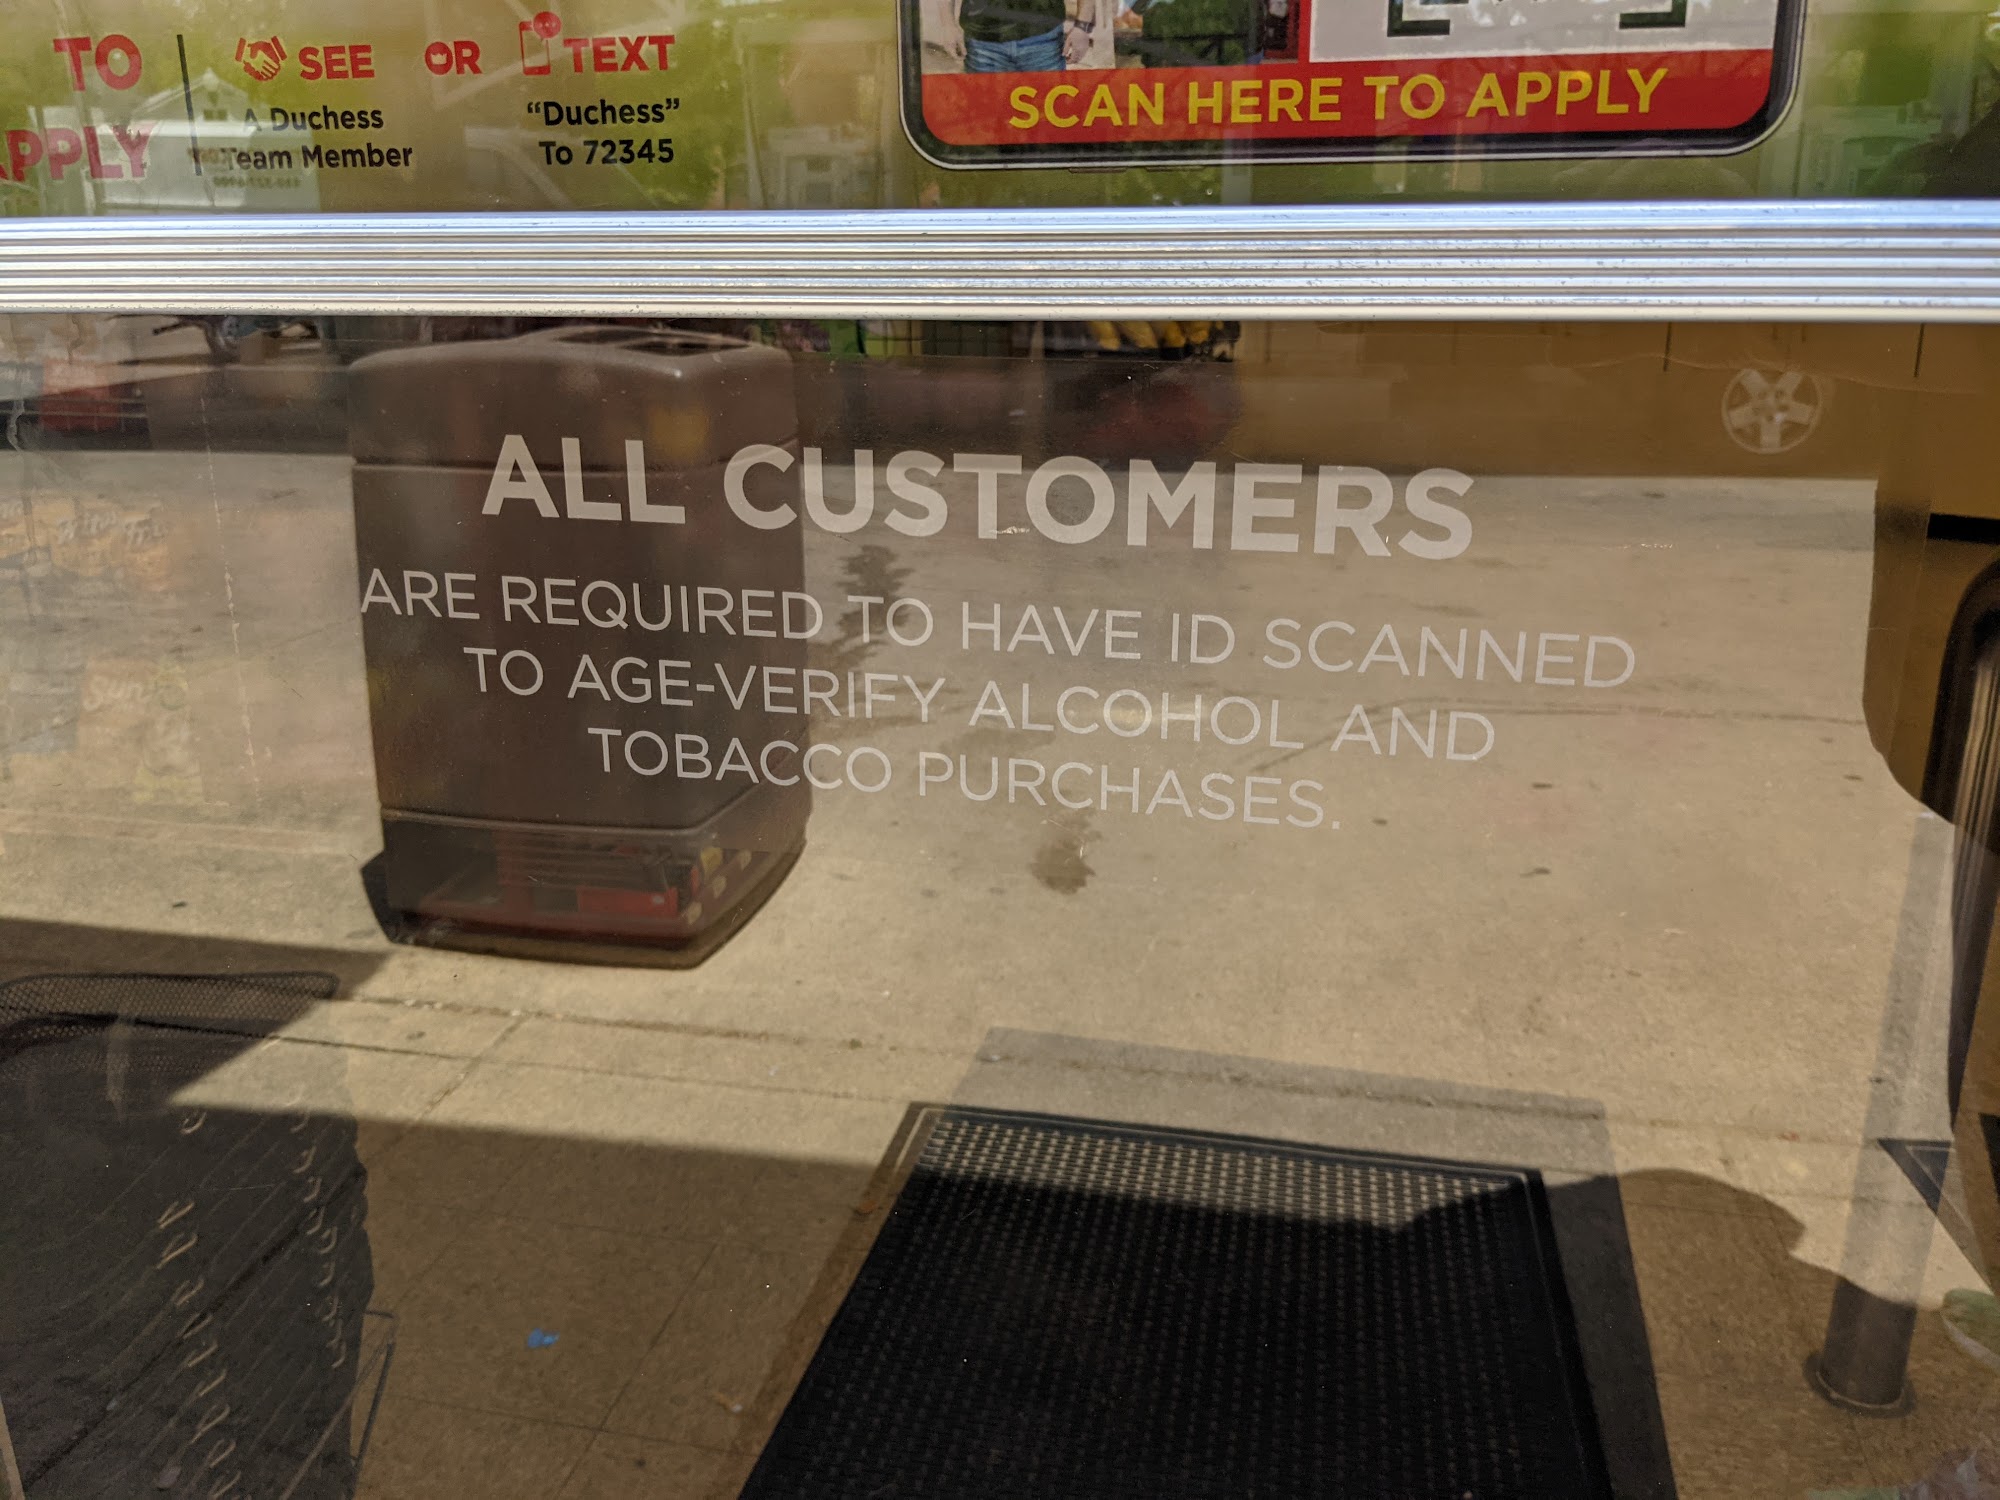 TO
APPLY
SEE
A Duchess
Team Member
OR
TEXT
"Duchess"
To 72345
SCAN HERE TO APPLY
ALL CUSTOMERS
ARE REQUIRED TO HAVE ID SCANNED
TO AGE-VERIFY ALCOHOL AND
TOBACCO PURCHASES.
Sun